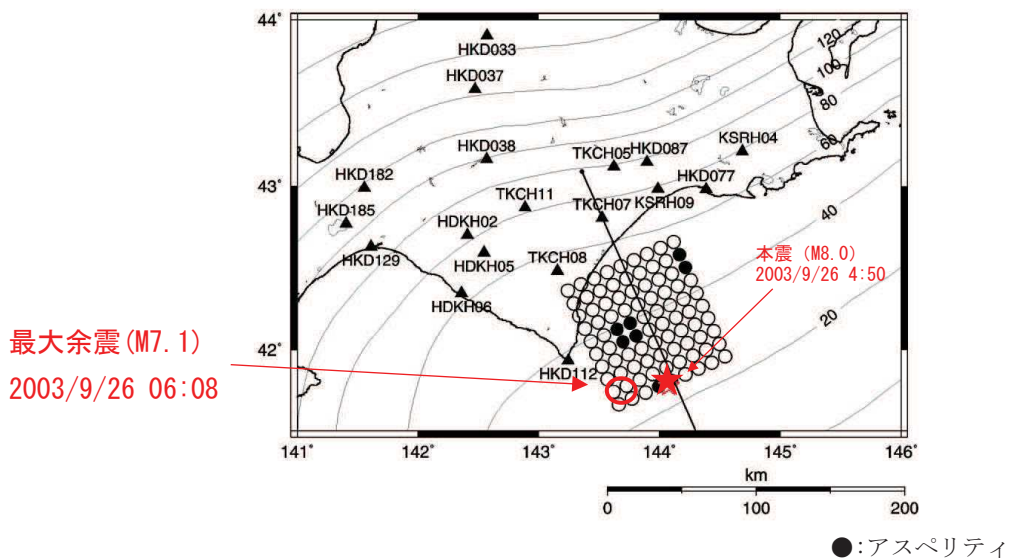 44˚
HKD033
HKD037
120
100
80
KSRH04
HKD038
HKD087
TKCH05
60
HKD182
43˚
HKD077
TKCH11
KSRH09
HKD185
TKCH07
40
HDKH02
HKD129
HDKH05
TKCH08
本震 (M8.0)
2003/9/26 4:50
HDKH06
20
最大余震(M7.1)
42˚
HKD112
2003/9/26 06:08
141˚ 142˚ 143˚ 144˚ 145˚ 146˚
km
0 100 200
●:アスペリティ